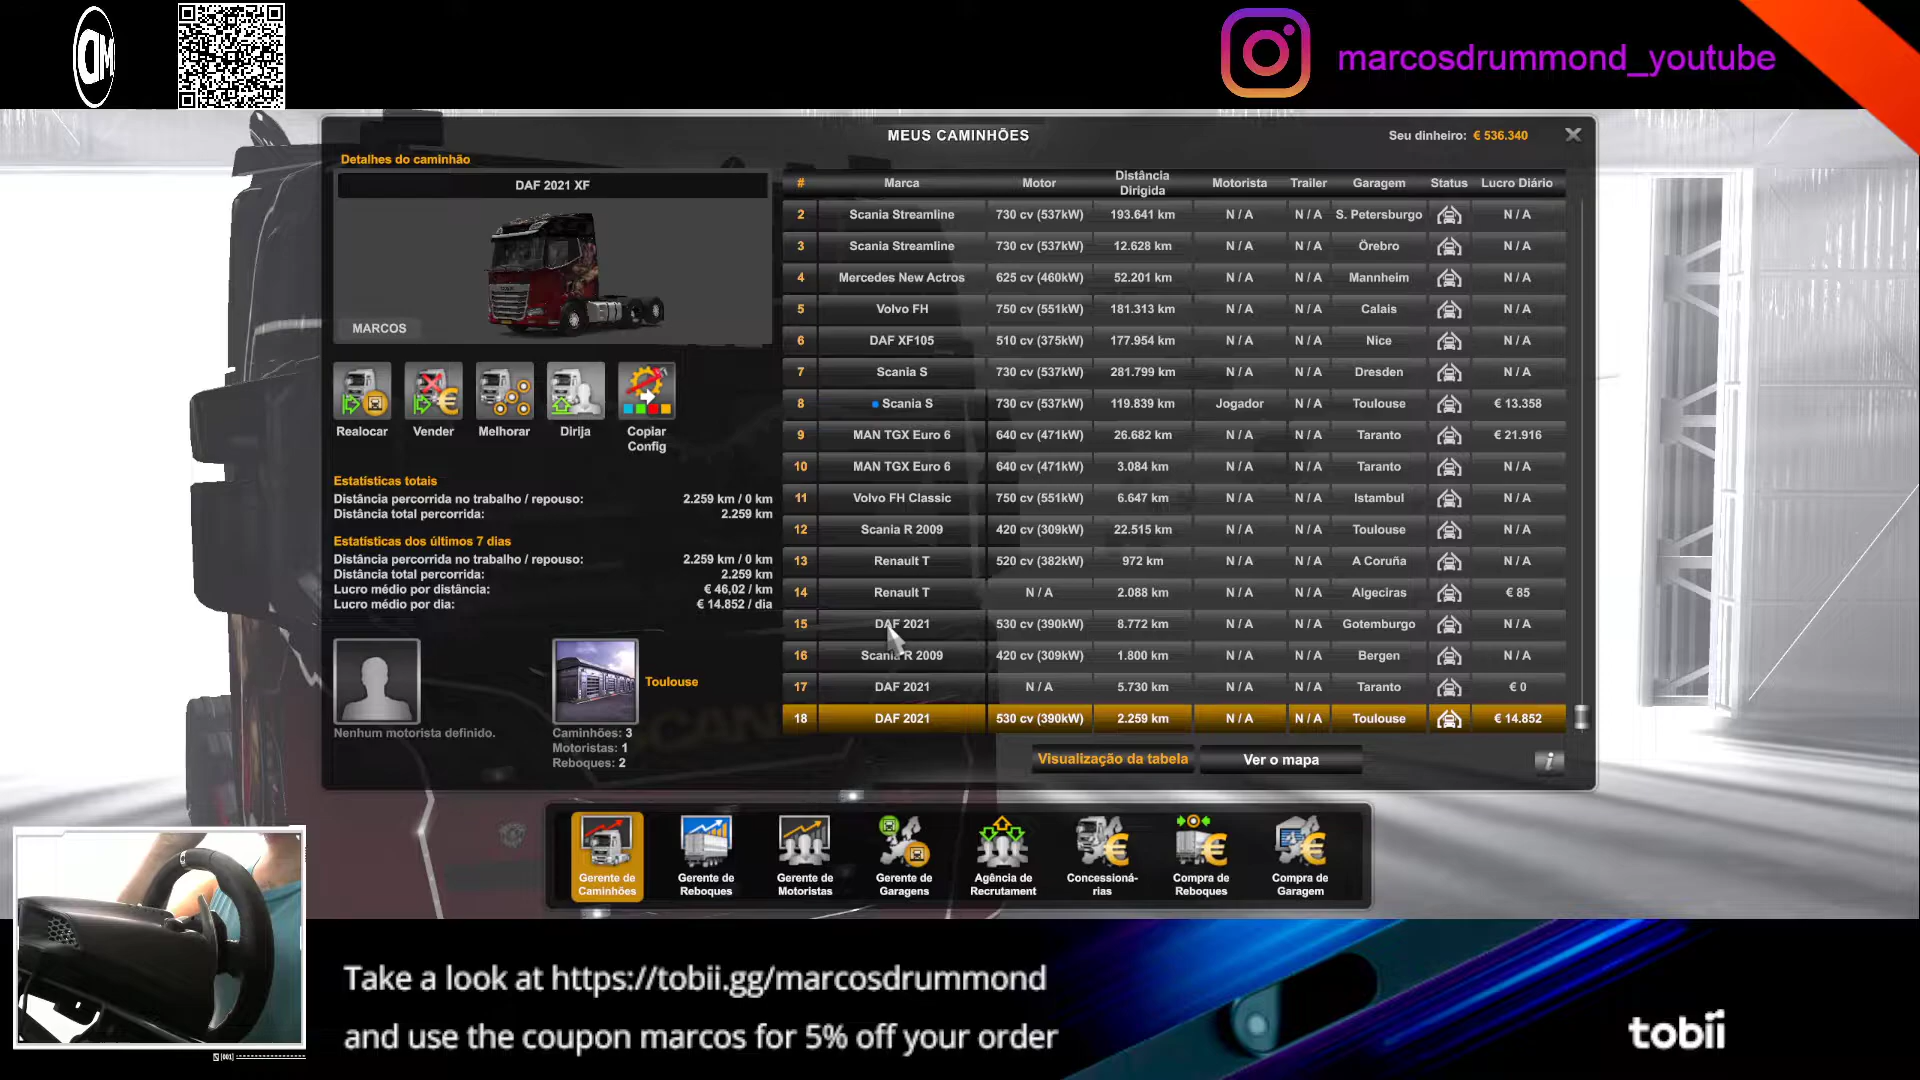 DM
marcosdrummond_youtube
MEUS CAMINHÕES
Seu dinheiro: € 536.340
Detalhes do caminhão
DAF 2021 XF
MARCOS
Realocar
Vender
Melhorar
Dirija
Copiar
Config
Estatísticas totais
Distância percorrida no trabalho / repouso: 2.259 km / 0 km
Distância total percorrida: 2.259 km
Estatísticas dos últimos 7 dias
Distância percorrida no trabalho / repouso: 2.259 km / 0 km
Distância total percorrida: 2.259 km
Lucro médio por distância: € 46,02 / km
Lucro médio por dia: € 14.852 / dia
Nenhum motorista definido.
Toulouse
Caminhões: 3
Motoristas: 1
Reboques: 2
# Marca Motor Distância Dirigida Motorista Trailer Garagem Status Lucro Diário
2 Scania Streamline 730 cv (537kW) 193.641 km N / A N / A S. Petersburgo N / A
3 Scania Streamline 730 cv (537kW) 12.628 km N / A N / A Örebro N / A
4 Mercedes New Actros 625 cv (460kW) 52.201 km N / A N / A Mannheim N / A
5 Volvo FH 750 cv (551kW) 181.313 km N / A N / A Calais N / A
6 DAF XF105 510 cv (375kW) 177.954 km N / A N / A Nice N / A
7 Scania S 730 cv (537kW) 281.799 km N / A N / A Dresden N / A
8 Scania S 730 cv (537kW) 119.839 km Jogador N / A Toulouse € 13.358
9 MAN TGX Euro 6 640 cv (471kW) 26.682 km N / A N / A Taranto € 21.916
10 MAN TGX Euro 6 640 cv (471kW) 3.084 km N / A N / A Taranto N / A
11 Volvo FH Classic 750 cv (551kW) 6.647 km N / A N / A Istambul N / A
12 Scania R 2009 420 cv (309kW) 22.515 km N / A N / A Toulouse N / A
13 Renault T 520 cv (382kW) 972 km N / A N / A A Coruña N / A
14 Renault T N / A 2.088 km N / A N / A Algeciras € 85
15 DAF 2021 530 cv (390kW) 8.772 km N / A N / A Gotemburgo N / A
16 Scania R 2009 420 cv (309kW) 1.800 km N / A N / A Bergen N / A
17 DAF 2021 N / A 5.730 km N / A N / A Taranto € 0
18 DAF 2021 530 cv (390kW) 2.259 km N / A N / A Toulouse € 14.852
Visualização da tabela
Ver o mapa
i
Gerente de
Caminhões
Gerente de
Reboques
Gerente de
Motoristas
Gerente de
Garagens
Agência de
Recrutament
Concessioná-
rias
Compra de
Reboques
Compra de
Garagem
Take a look at https://tobii.gg/marcosdrummond
and use the coupon marcos for 5% off your order
tobii